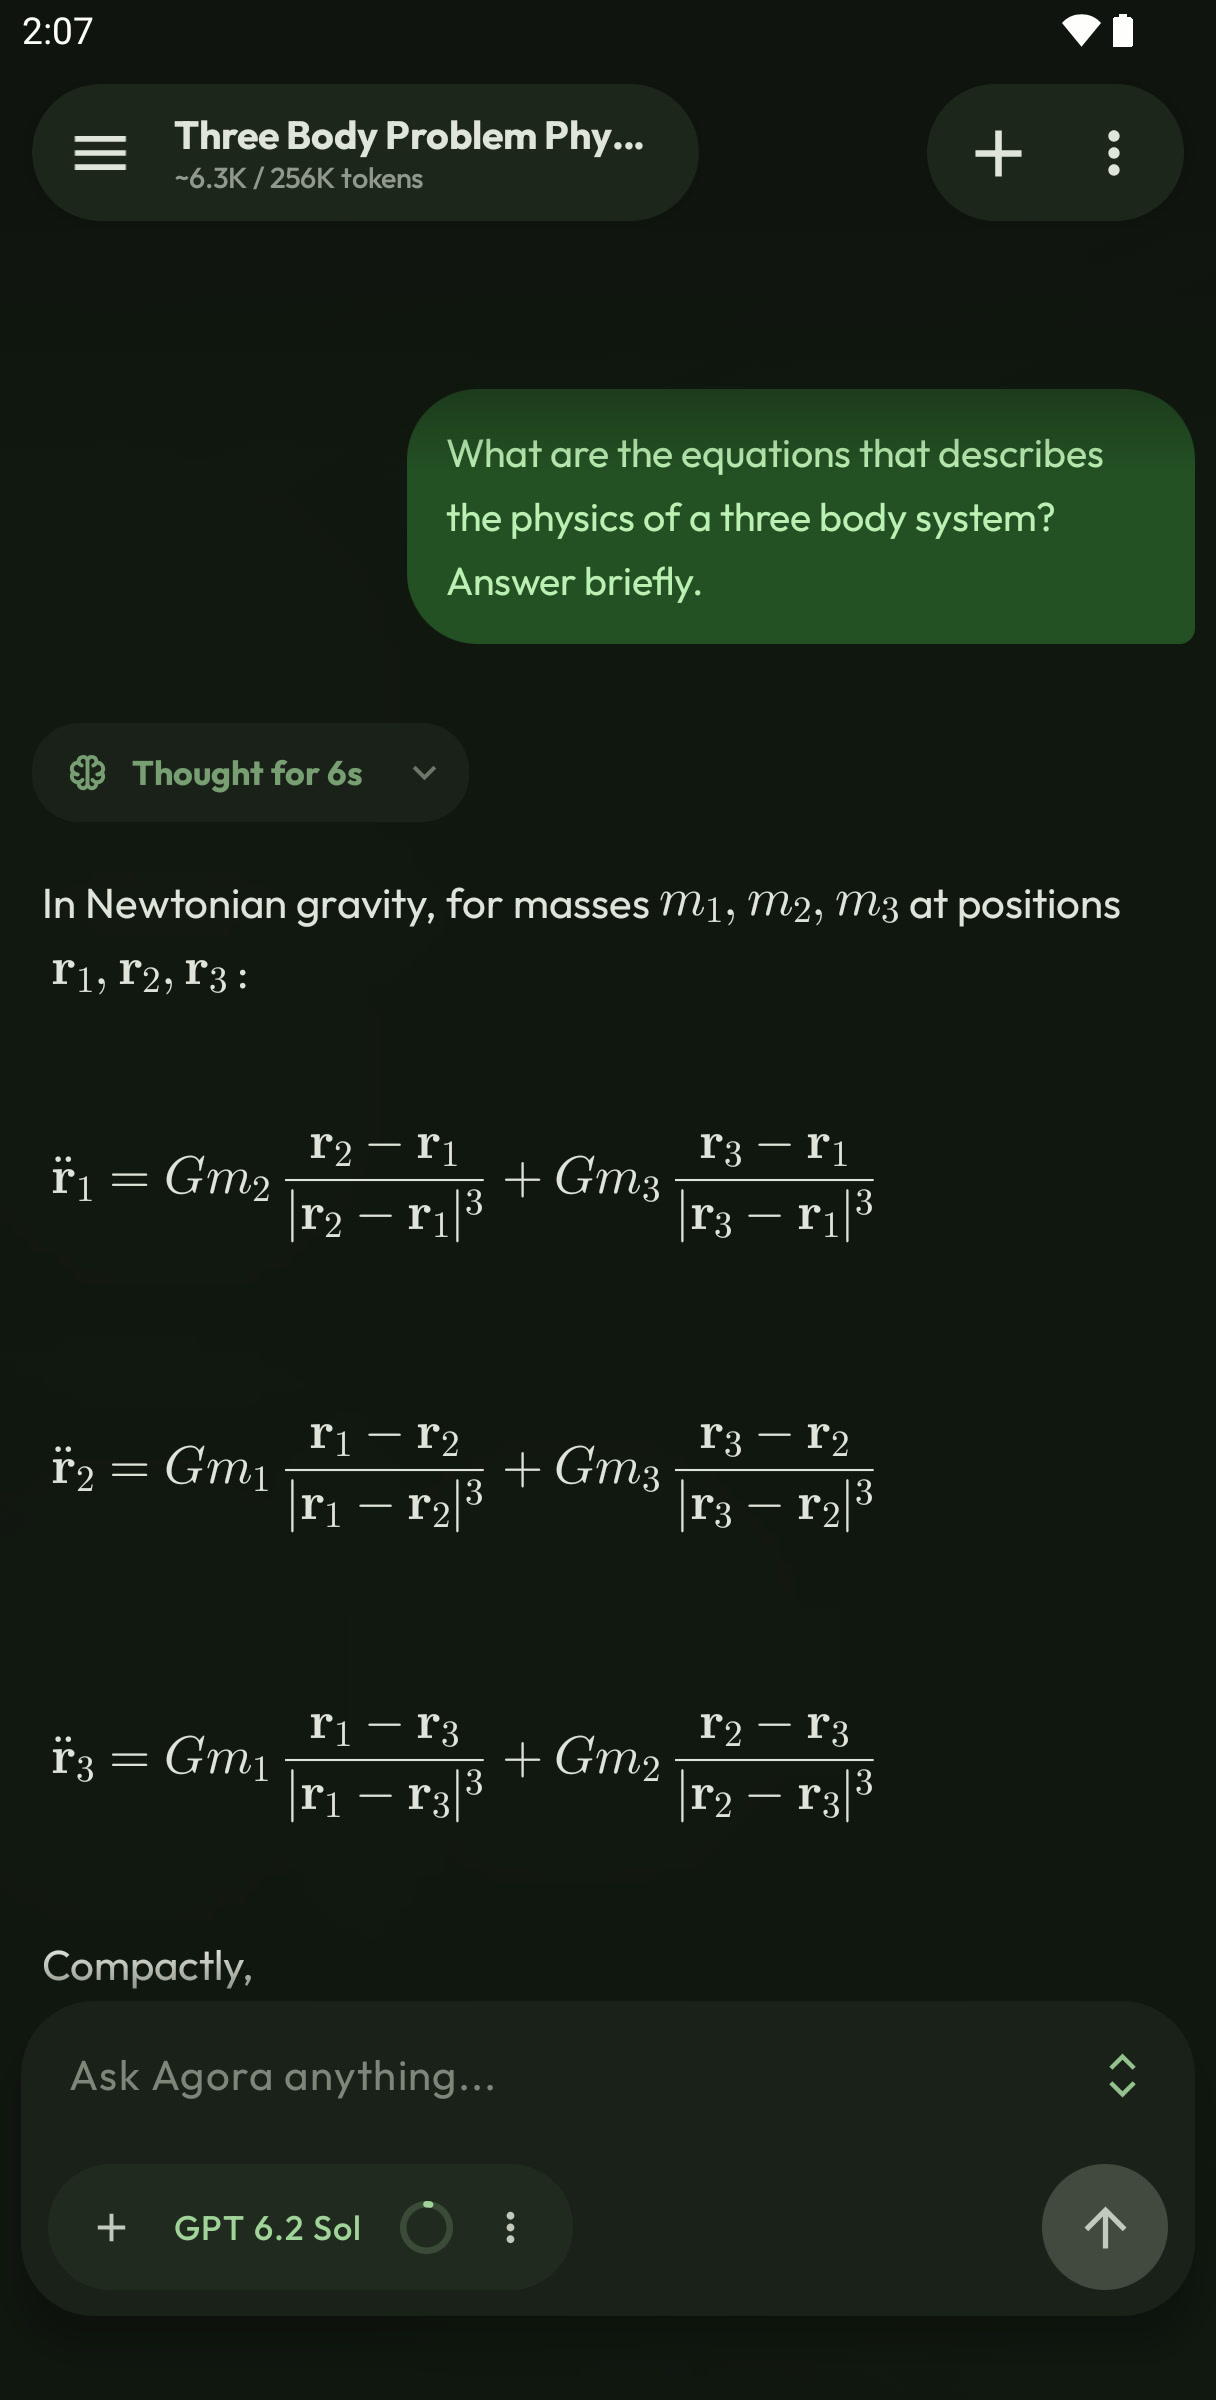 2:07
Three Body Problem Phy...
~6.3K / 256K tokens
What are the equations that describes
the physics of a three body system?
Answer briefly.
Thought for 6s
In Newtonian gravity, for masses m₁, m₂, m₃ at positions
r₁, r₂, r₃ :
r̈₁ = Gm₂ (r₂ − r₁)/|r₂ − r₁|³ + Gm₃ (r₃ − r₁)/|r₃ − r₁|³
r̈₂ = Gm₁ (r₁ − r₂)/|r₁ − r₂|³ + Gm₃ (r₃ − r₂)/|r₃ − r₂|³
r̈₃ = Gm₁ (r₁ − r₃)/|r₁ − r₃|³ + Gm₂ (r₂ − r₃)/|r₂ − r₃|³
Compactly,
Ask Agora anything...
GPT 6.2 Sol